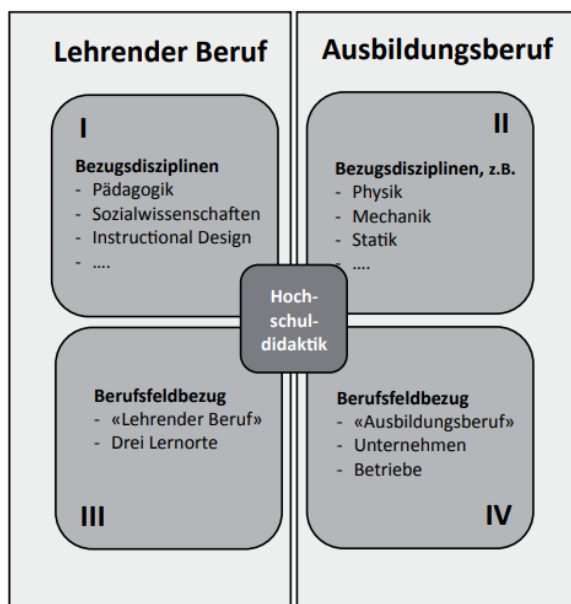 Lehrender Beruf
Ausbildungsberuf
I
Bezugsdisziplinen
- Pädagogik
- Sozialwissenschaften
- Instructional Design
- ....
II
Bezugsdisziplinen, z.B.
- Physik
- Mechanik
- Statik
- ....
Hoch-
schul-
didaktik
Berufsfeldbezug
- «Lehrender Beruf»
- Drei Lernorte
III
Berufsfeldbezug
- «Ausbildungsberuf»
- Unternehmen
- Betriebe
IV